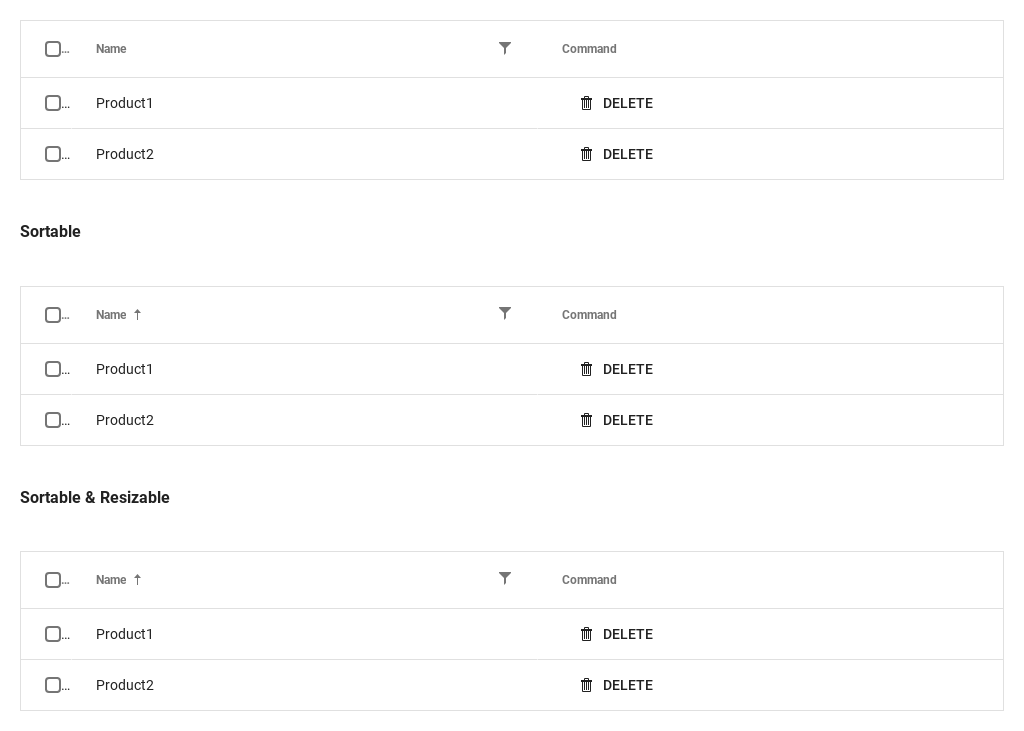 ... Name Command
... Product1 DELETE
... Product2 DELETE
Sortable
... Name Command
... Product1 DELETE
... Product2 DELETE
Sortable & Resizable
... Name Command
... Product1 DELETE
... Product2 DELETE